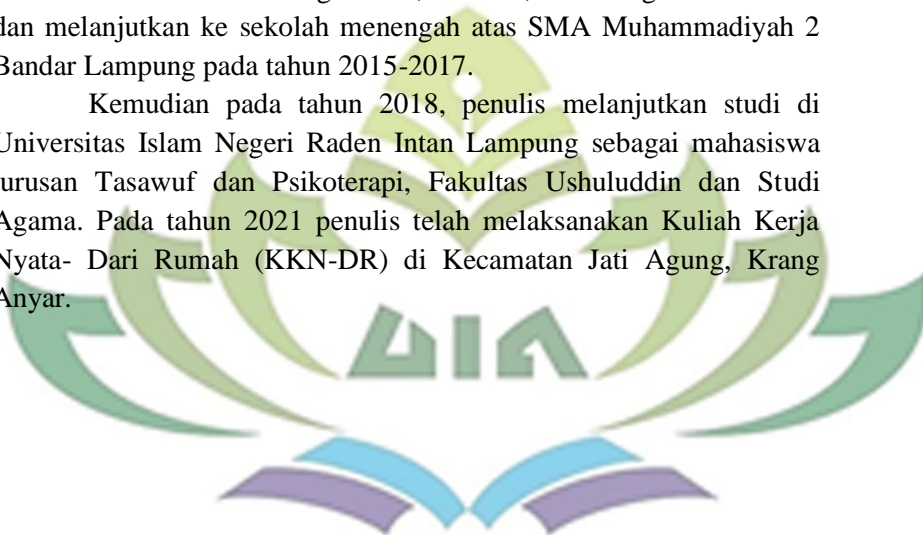 dan melanjutkan ke sekolah menengah atas SMA Muhammadiyah 2
Bandar Lampung pada tahun 2015-2017.
Kemudian pada tahun 2018, penulis melanjutkan studi di
Universitas Islam Negeri Raden Intan Lampung sebagai mahasiswa
jurusan Tasawuf dan Psikoterapi, Fakultas Ushuluddin dan Studi
Agama. Pada tahun 2021 penulis telah melaksanakan Kuliah Kerja
Nyata- Dari Rumah (KKN-DR) di Kecamatan Jati Agung, Krang
Anyar.
UIN